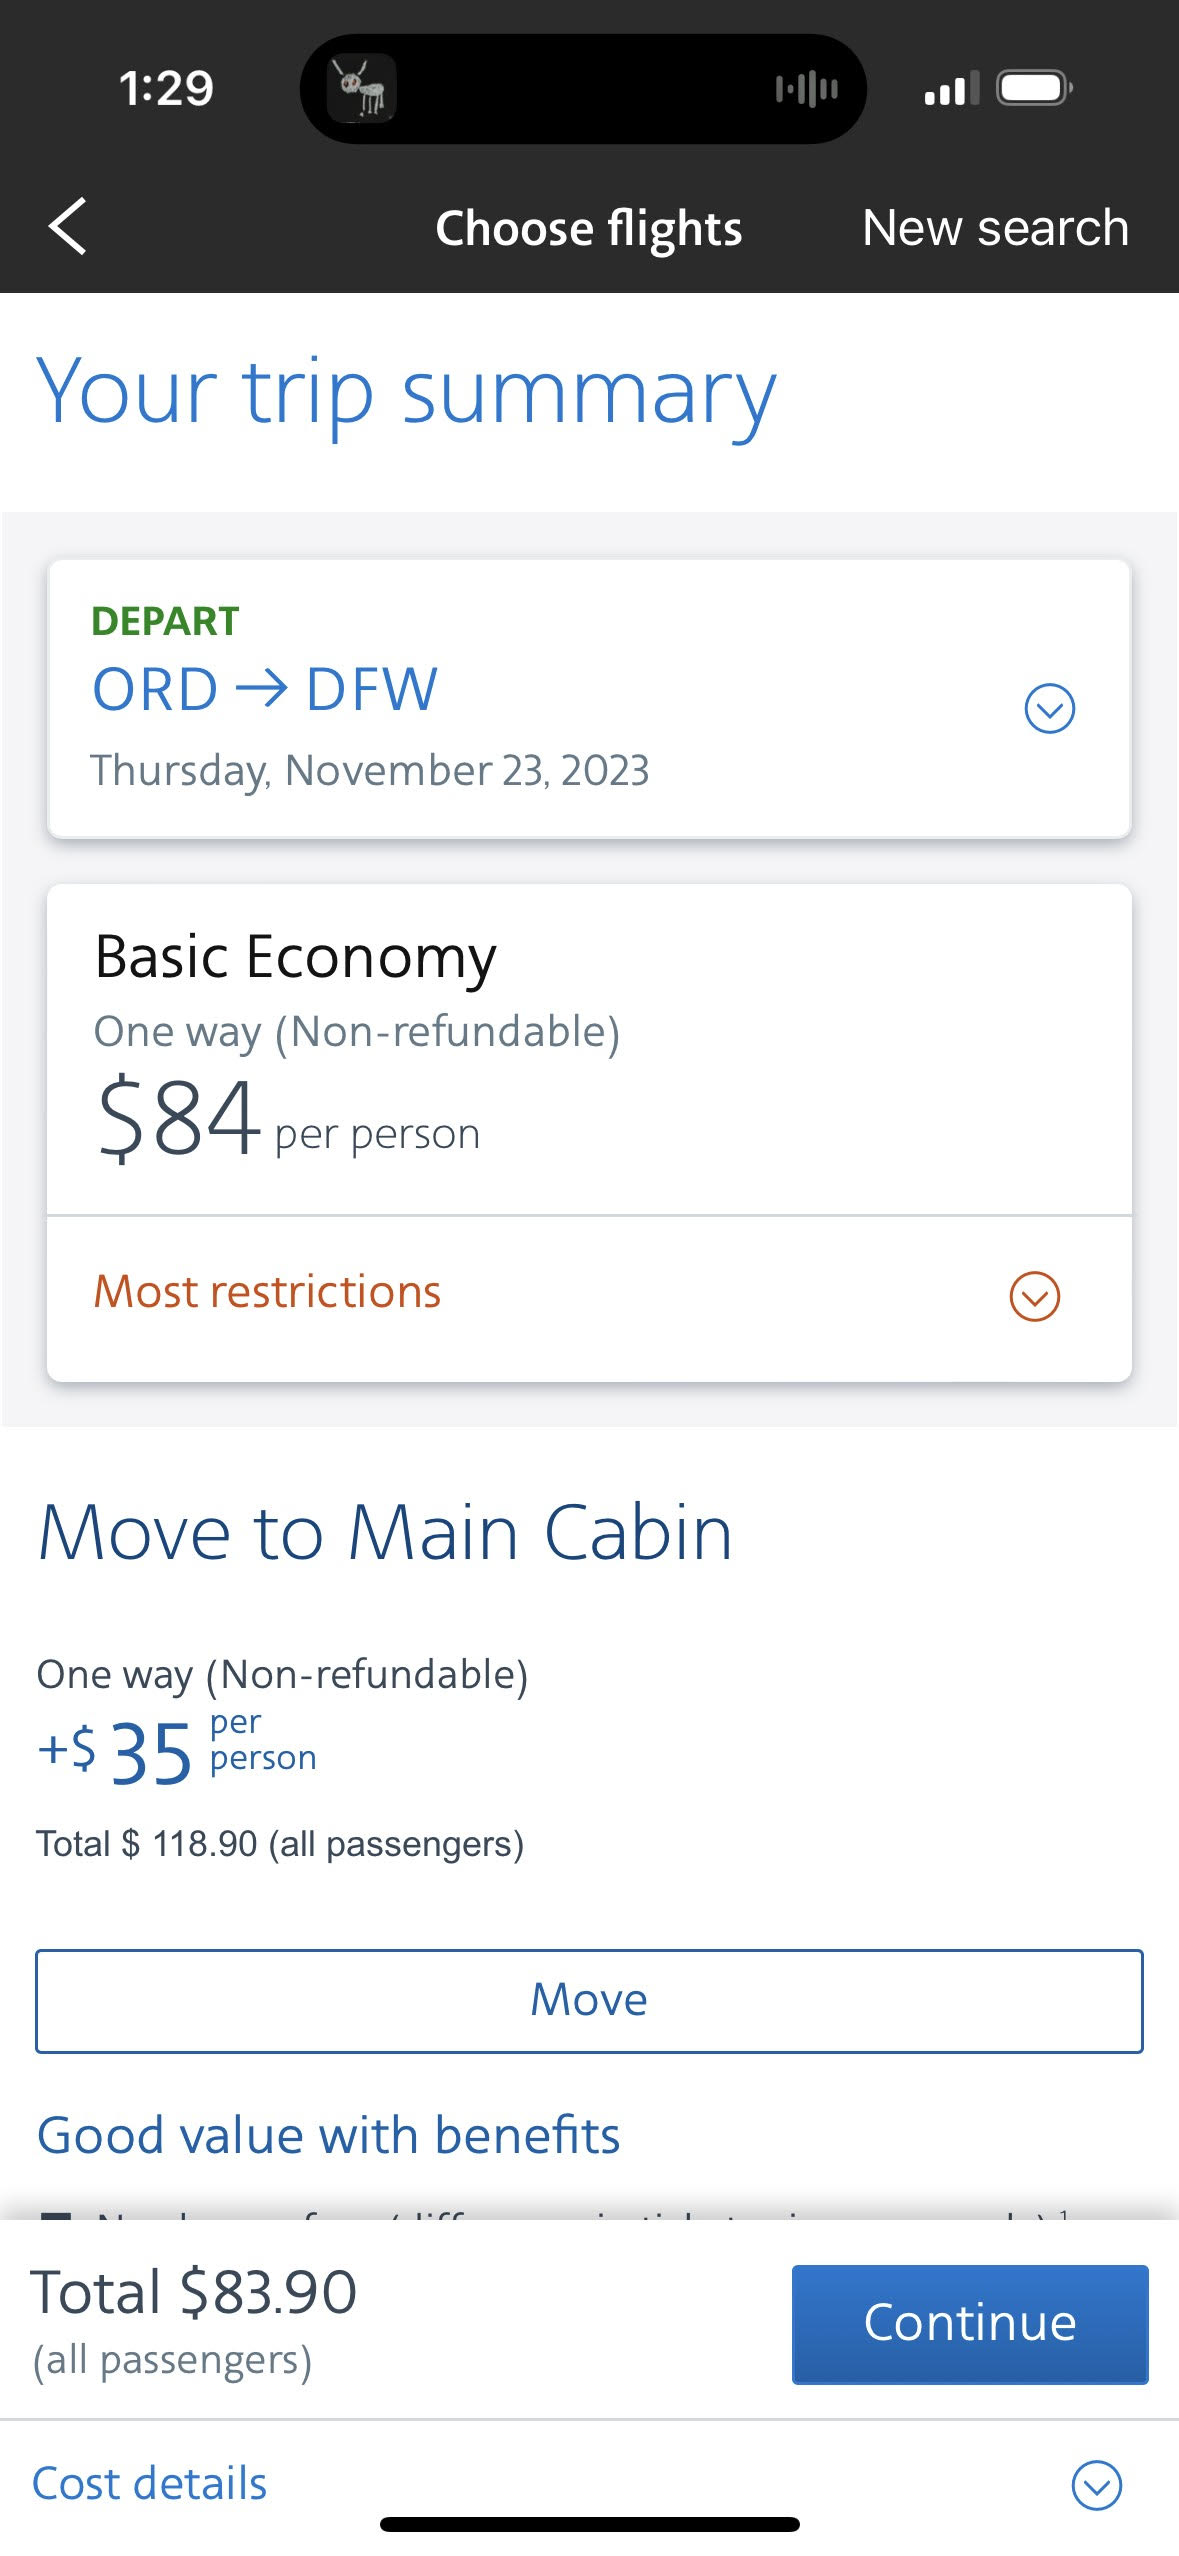 1:29
Choose flights
New search
Your trip summary
DEPART
ORD → DFW
Thursday, November 23, 2023
Basic Economy
One way (Non-refundable)
$84 per person
Most restrictions
Move to Main Cabin
One way (Non-refundable)
+$ 35 per person
Total $ 118.90 (all passengers)
Move
Good value with benefits
Total $83.90
(all passengers)
Continue
Cost details